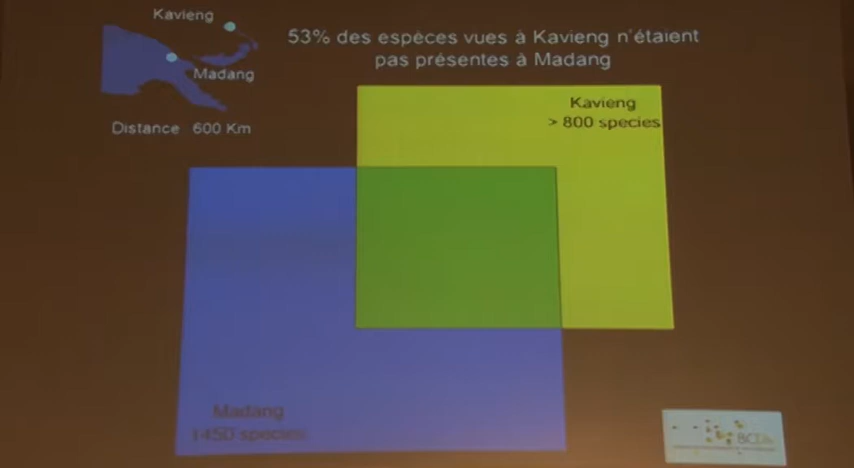 Kavieng
Madang
Distance 600 Km
53% des espéces vues à Kavieng n'étaient
pas présentes à Madang
Kavieng
> 800 species
Madang
1450 species